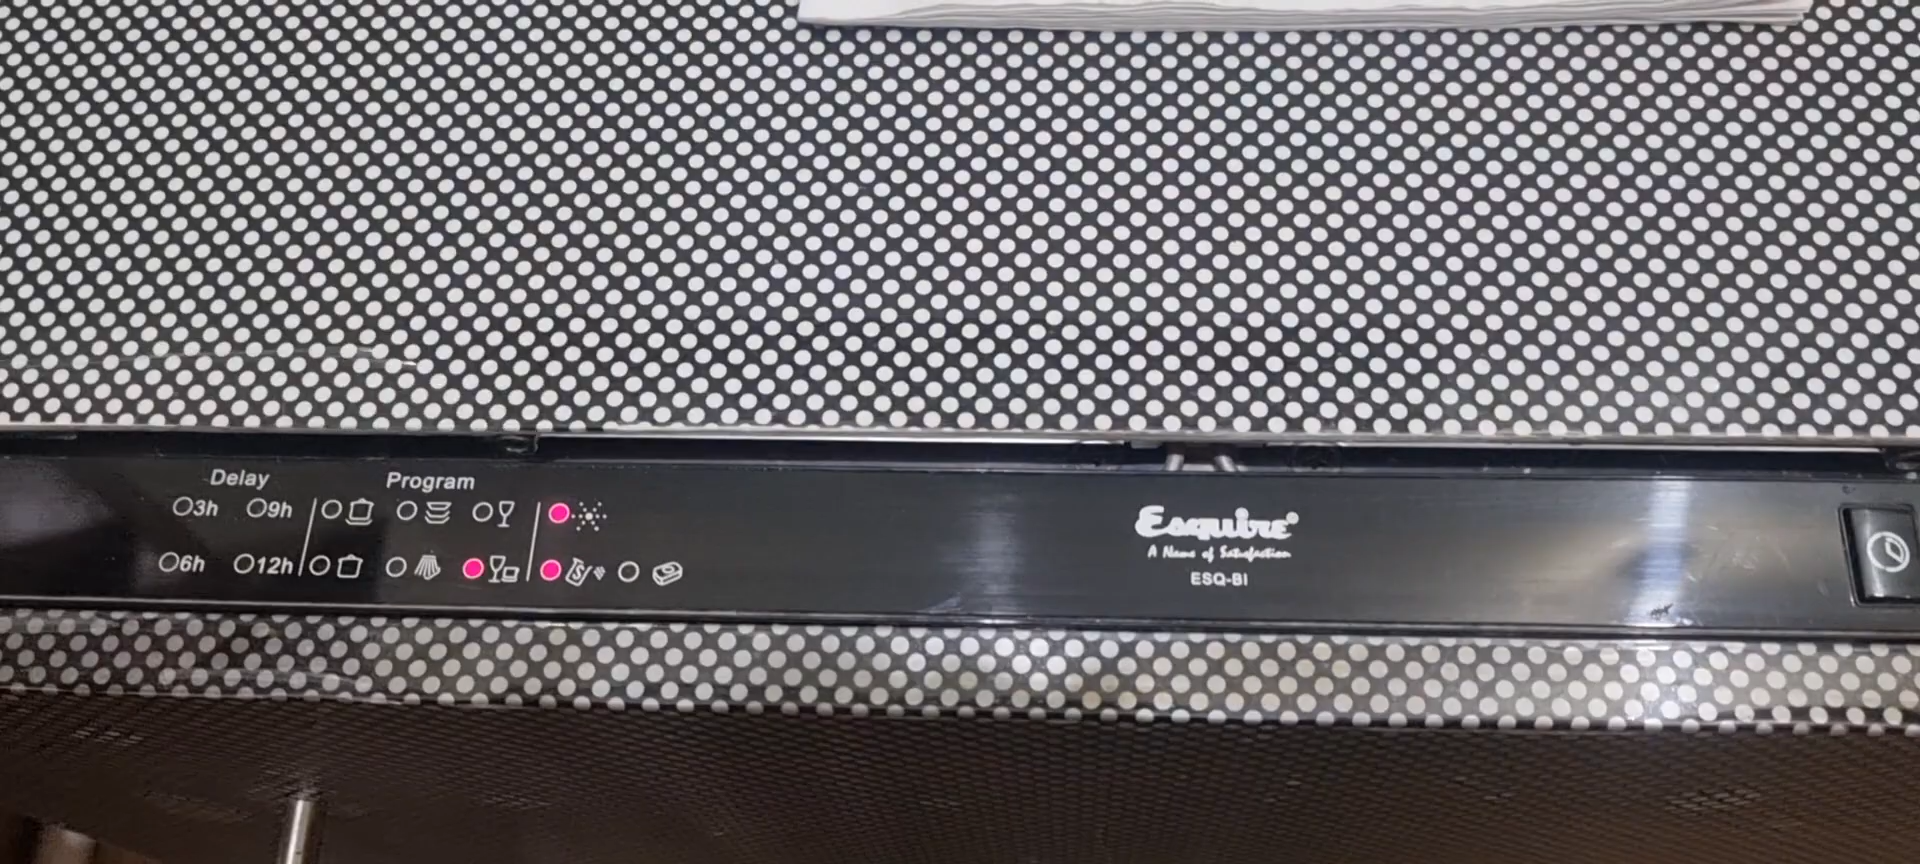 Delay
Program
3h
9h
6h
12h
Esquire®
A Name of Satisfaction
ESQ-BI